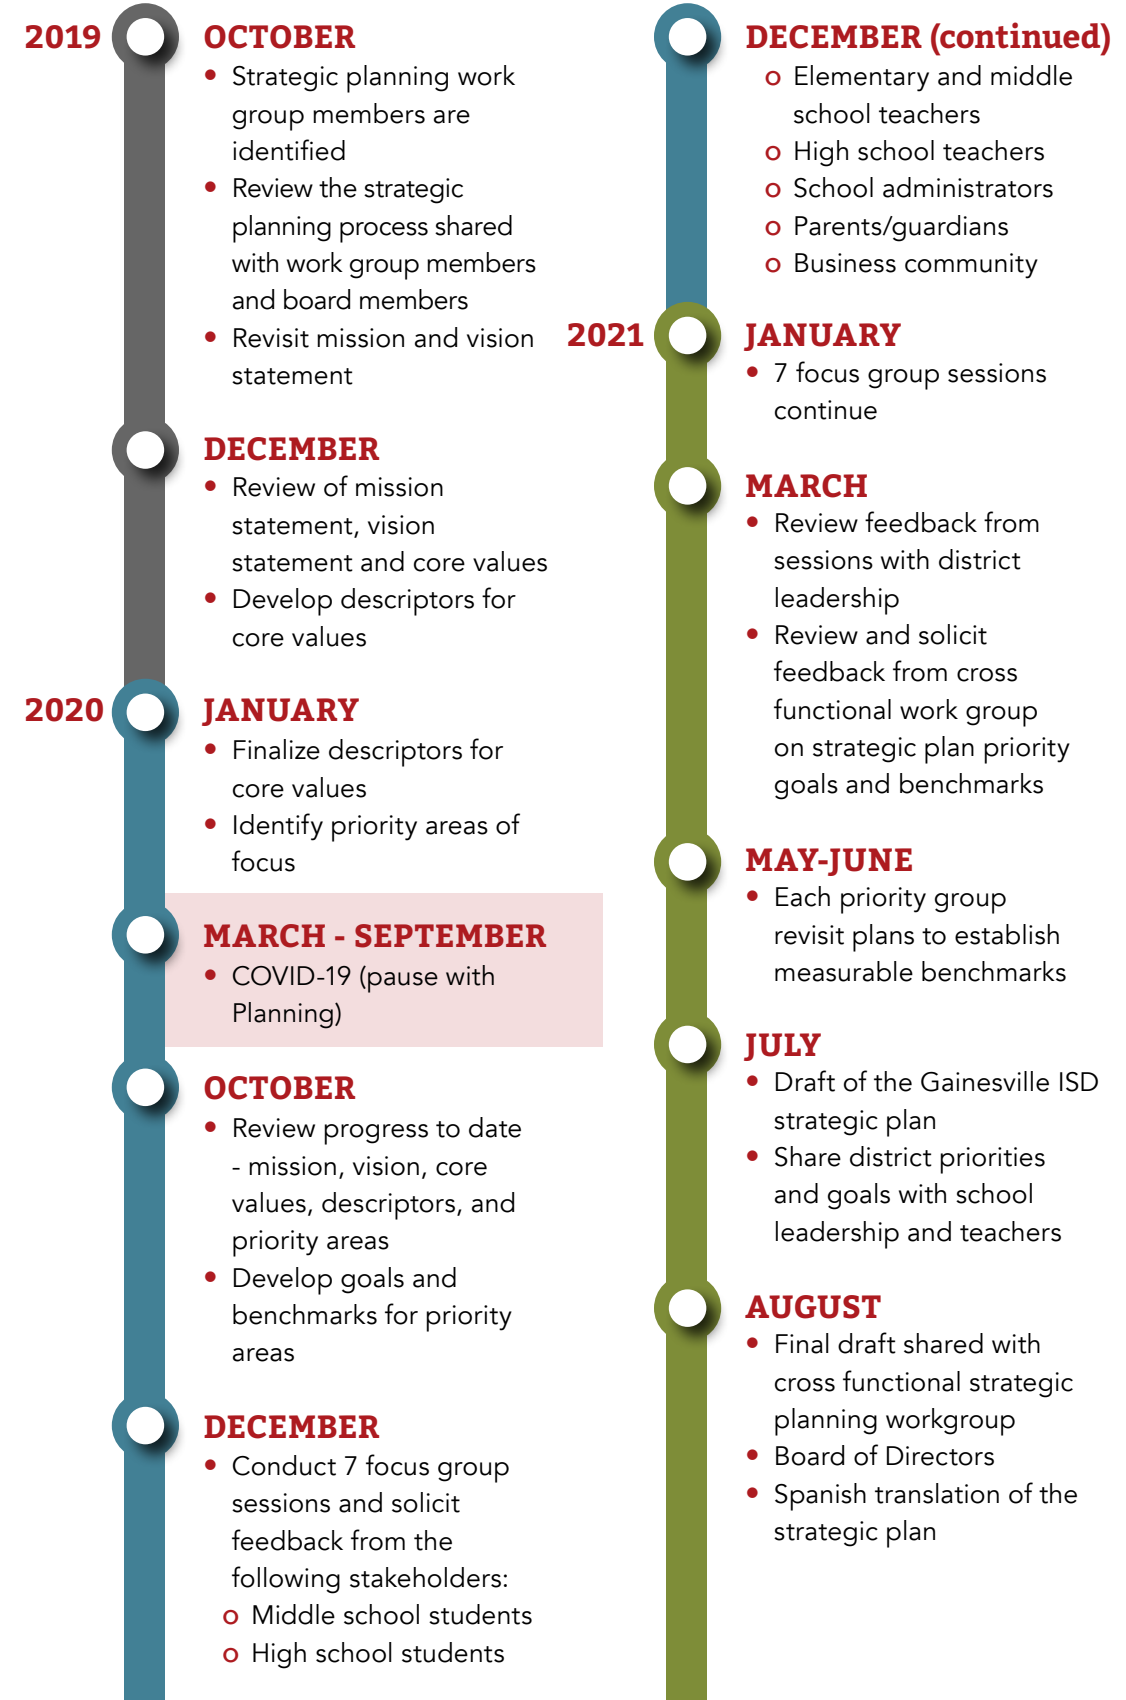 2019
OCTOBER
• Strategic planning work
group members are
identified
• Review the strategic
planning process shared
with work group members
and board members
• Revisit mission and vision
statement
DECEMBER
• Review of mission
statement, vision
statement and core values
• Develop descriptors for
core values
2020
JANUARY
• Finalize descriptors for
core values
• Identify priority areas of
focus
MARCH - SEPTEMBER
• COVID-19 (pause with
Planning)
OCTOBER
• Review progress to date
- mission, vision, core
values, descriptors, and
priority areas
• Develop goals and
benchmarks for priority
areas
DECEMBER
• Conduct 7 focus group
sessions and solicit
feedback from the
following stakeholders:
o Middle school students
o High school students
DECEMBER (continued)
o Elementary and middle
school teachers
o High school teachers
o School administrators
o Parents/guardians
o Business community
2021
JANUARY
• 7 focus group sessions
continue
MARCH
• Review feedback from
sessions with district
leadership
• Review and solicit
feedback from cross
functional work group
on strategic plan priority
goals and benchmarks
MAY-JUNE
• Each priority group
revisit plans to establish
measurable benchmarks
JULY
• Draft of the Gainesville ISD
strategic plan
• Share district priorities
and goals with school
leadership and teachers
AUGUST
• Final draft shared with
cross functional strategic
planning workgroup
• Board of Directors
• Spanish translation of the
strategic plan